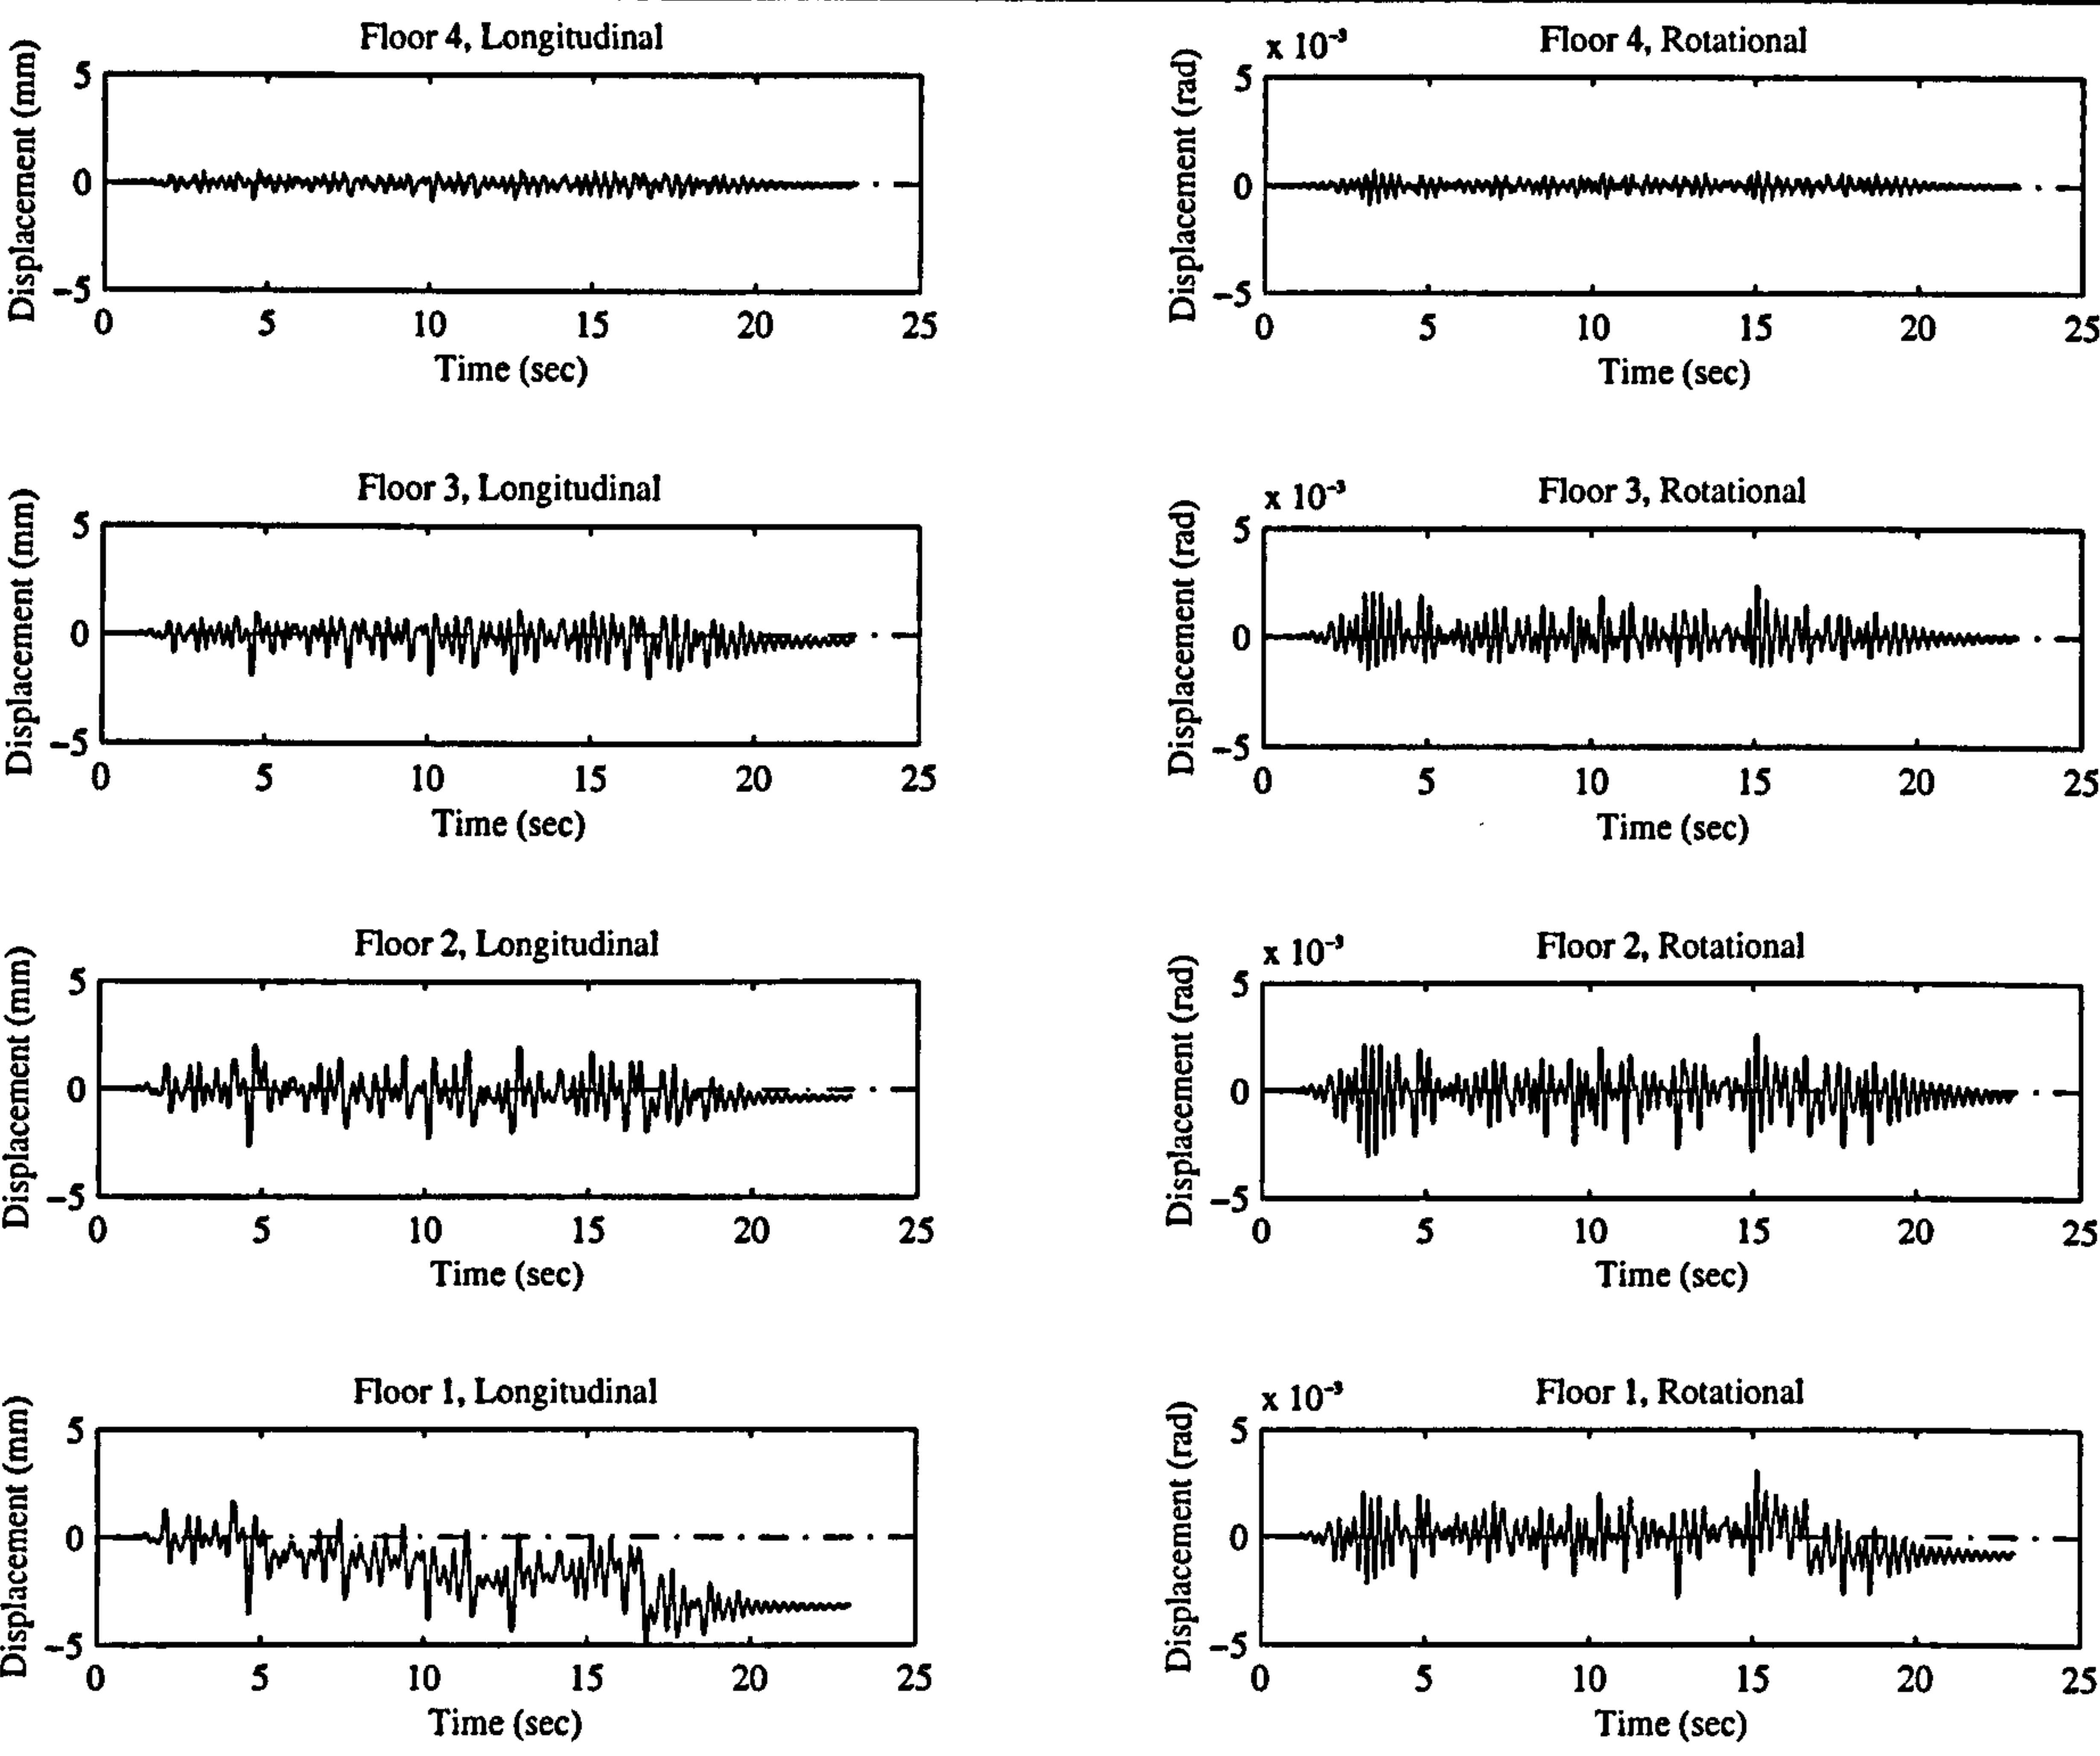 Floor 4, Longitudinal
Displacement (mm)
5
0
−5
0 5 10 15 20 25
Time (sec)
Floor 4, Rotational
x 10⁻³
Displacement (rad)
5
0
−5
0 5 10 15 20 25
Time (sec)
Floor 3, Longitudinal
Displacement (mm)
5
0
−5
0 5 10 15 20 25
Time (sec)
Floor 3, Rotational
x 10⁻³
Displacement (rad)
5
0
−5
0 5 10 15 20 25
Time (sec)
Floor 2, Longitudinal
Displacement (mm)
5
0
−5
0 5 10 15 20 25
Time (sec)
Floor 2, Rotational
x 10⁻³
Displacement (rad)
5
0
−5
0 5 10 15 20 25
Time (sec)
Floor 1, Longitudinal
Displacement (mm)
5
0
−5
0 5 10 15 20 25
Time (sec)
Floor 1, Rotational
x 10⁻³
Displacement (rad)
5
0
−5
0 5 10 15 20 25
Time (sec)